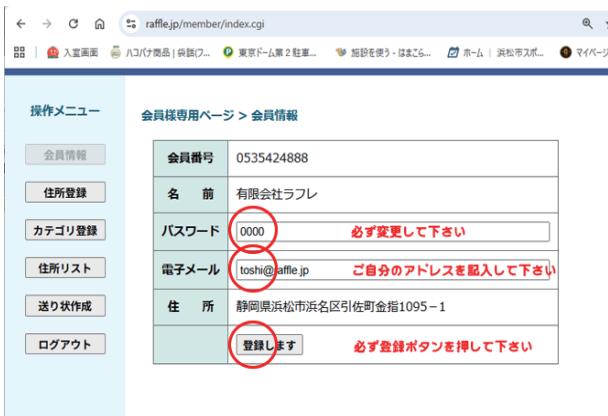 raffle.jp/member/index.cgi
入室画面
ハコバナ商品 | 袋詰(フ...
東京ドーム第２駐車...
施設を使う - はまごら...
ホーム | 浜松市スポ...
マイページ
操作メニュー
会員情報
住所登録
カテゴリ登録
住所リスト
送り状作成
ログアウト
会員様専用ページ > 会員情報
会員番号 0535424888
名 前 有限会社ラフレ
パスワード 0000 必ず変更して下さい
電子メール toshi@raffle.jp ご自分のアドレスを記入して下さい
住 所 静岡県浜松市浜名区引佐町金指1095－1
登録します 必ず登録ボタンを押して下さい